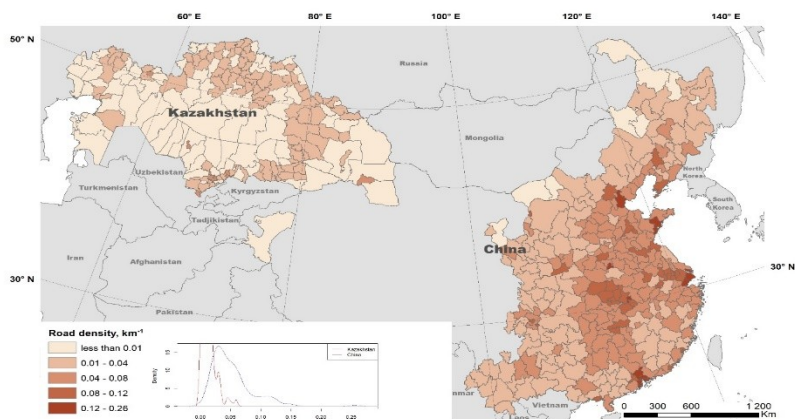 60° E 80° E 100° E 120° E 140° E
50° N
Russia
Kazakhstan
Mongolia
Uzbekistan
North Korea
Turkmenistan
Kyrgyzstan
South Korea
Tadjikistan
China
Iran
Afghanistan
30° N
30° N
Pakistan
Road density, km⁻¹
less than 0.01
0.01 - 0.04
0.04 - 0.08
0.08 - 0.12
0.12 - 0.26
Density
Kazakhstan
China
0.00 0.05 0.10 0.15 0.20 0.25
Vietnam
0 300 600 1 200
Km